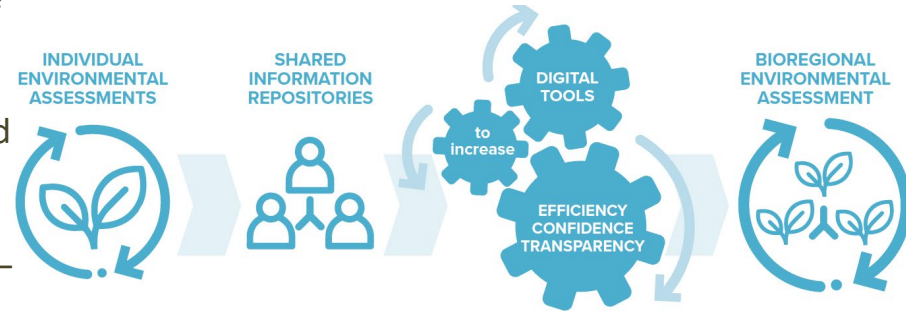 INDIVIDUAL
ENVIRONMENTAL
ASSESSMENTS
SHARED
INFORMATION
REPOSITORIES
DIGITAL
TOOLS
to
increase
EFFICIENCY
CONFIDENCE
TRANSPARENCY
BIOREGIONAL
ENVIRONMENTAL
ASSESSMENT